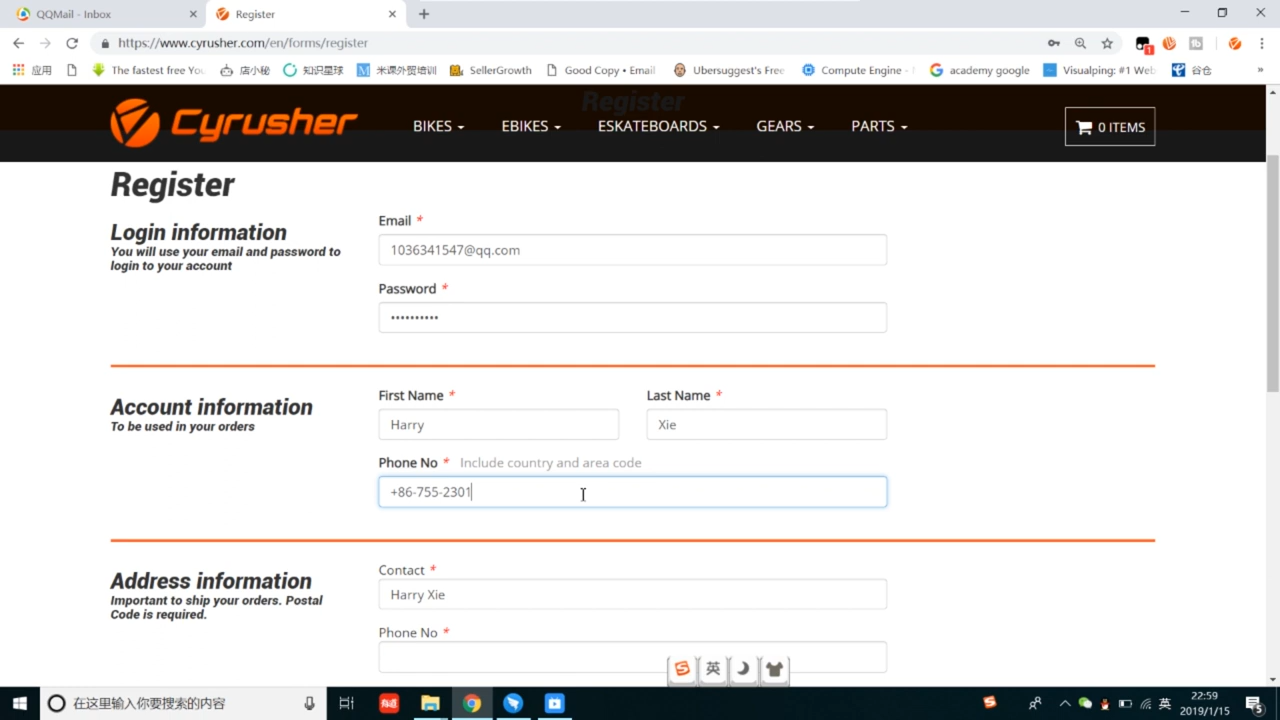 QQMail - Inbox
Register
https://www.cyrusher.com/en/forms/register
1
应用
The fastest free Yo
店小秘
知识星球
米课外贸培训
SellerGrowth
Good Copy • Email
Ubersuggest's Free
Compute Engine -
academy google
Visualping: #1 Web
谷仓
»
Register
Cyrusher
BIKES
EBIKES
ESKATEBOARDS
GEARS
PARTS
0 ITEMS
Register
Login information
You will use your email and password to
login to your account
Email *
1036341547@qq.com
Password *
••••••••••
Account information
To be used in your orders
First Name *
Last Name *
Harry
Xie
Phone No * Include country and area code
+86-755-2301
Address information
Important to ship your orders. Postal
Code is required.
Contact *
Harry Xie
Phone No *
英
在这里输入你要搜索的内容
英
22:59
2019/1/15
5